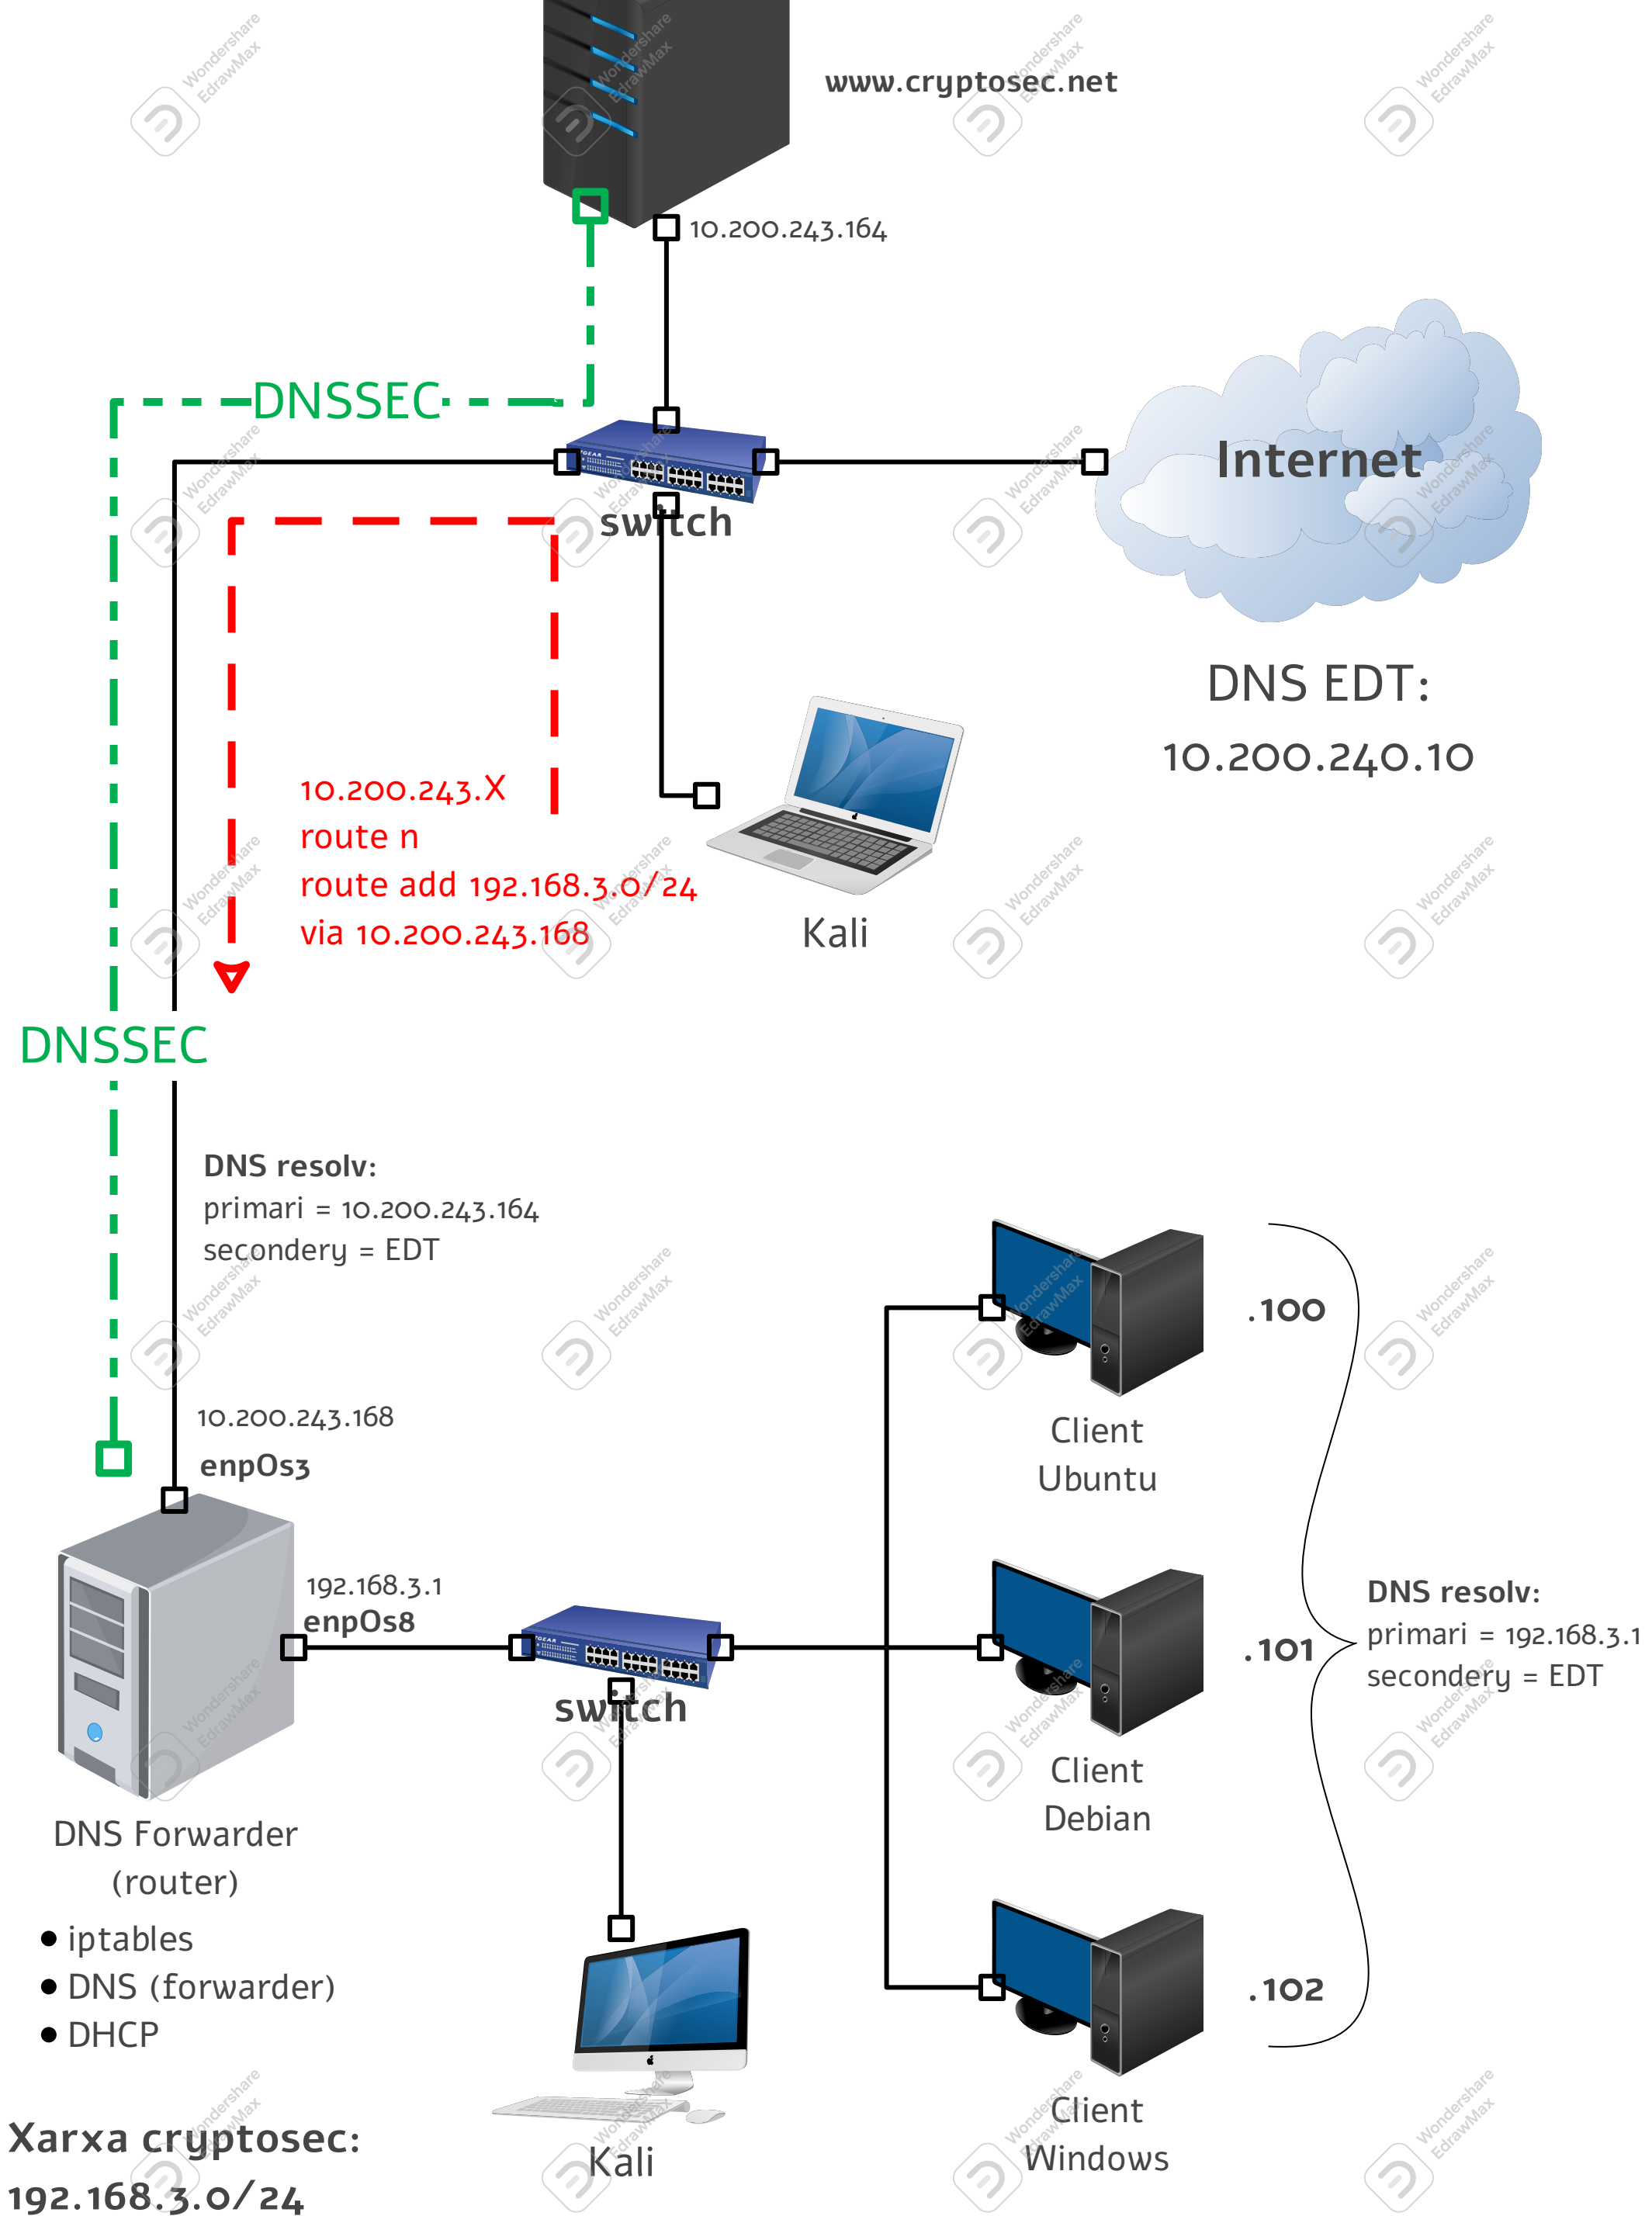 www.cryptosec.net
10.200.243.164
DNSSEC
Internet
switch
DNS EDT:
10.200.240.10
10.200.243.X
route n
route add 192.168.3.0/24
via 10.200.243.168
Kali
DNSSEC
DNS resolv:
primari = 10.200.243.164
secondery = EDT
10.200.243.168
enp0s3
.100
Client
Ubuntu
192.168.3.1
enp0s8
switch
.101
DNS resolv:
primari = 192.168.3.1
secondery = EDT
Client
Debian
DNS Forwarder
(router)
• iptables
• DNS (forwarder)
• DHCP
.102
Client
Windows
Kali
Xarxa cryptosec:
192.168.3.0/24
Wondershare
EdrawMax